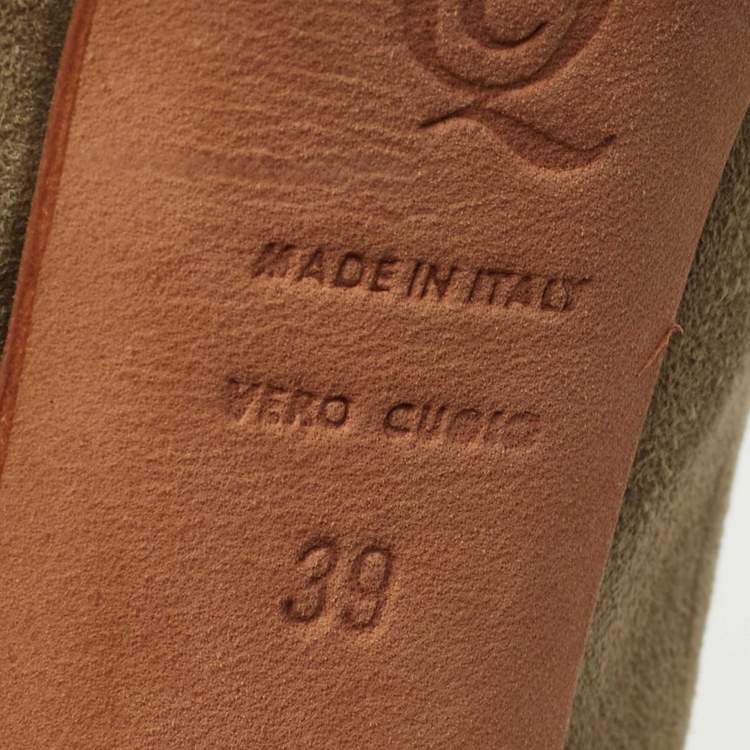 Q
MADE IN ITALY
VERO CUOIO
39